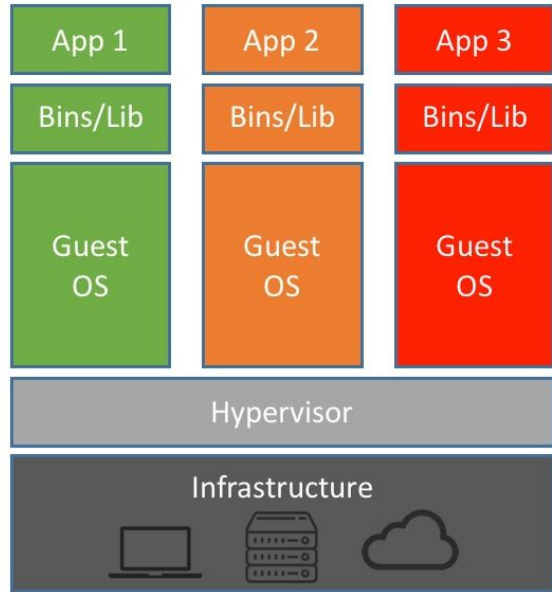 App 1
App 2
App 3
Bins/Lib
Bins/Lib
Bins/Lib
Guest
OS
Guest
OS
Guest
OS
Hypervisor
Infrastructure